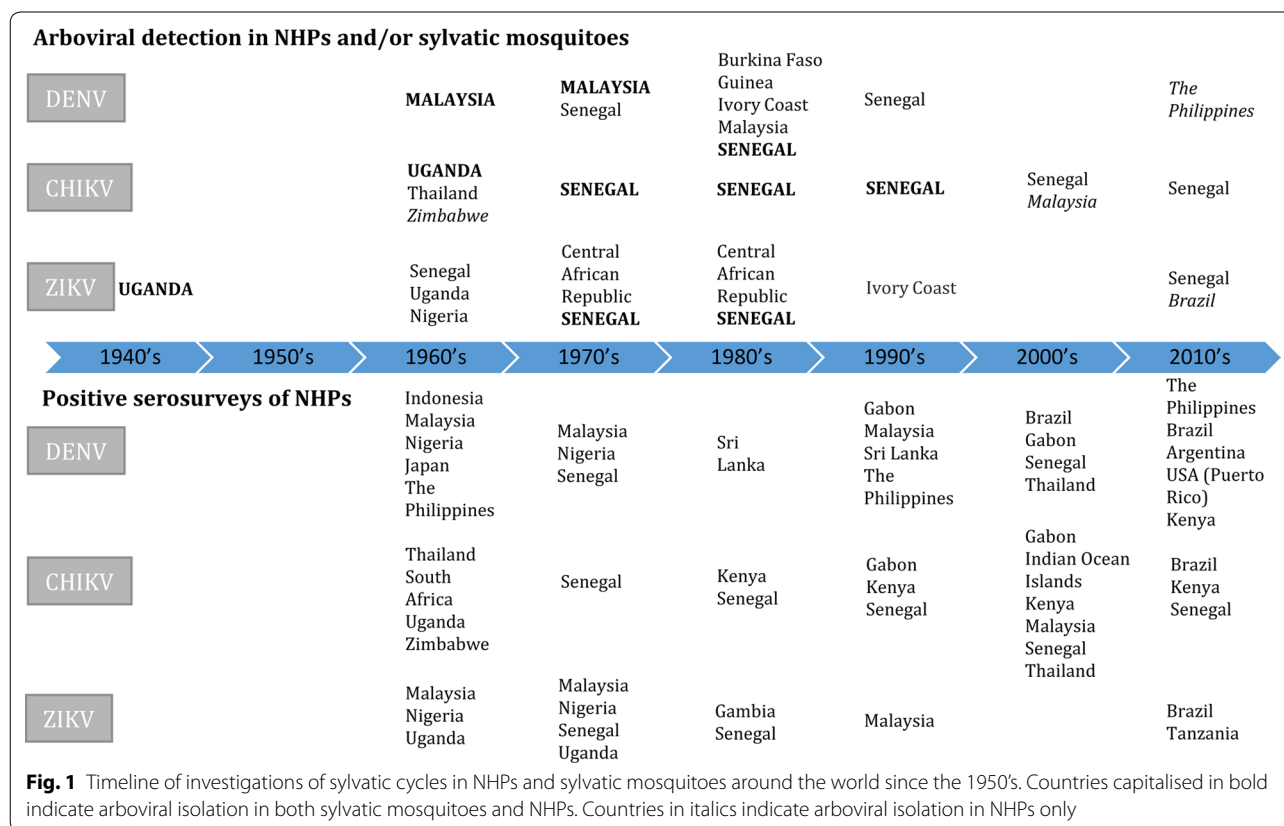 Arboviral detection in NHPs and/or sylvatic mosquitoes
DENV
MALAYSIA
MALAYSIA
Senegal
Burkina Faso
Guinea
Ivory Coast
Malaysia
SENEGAL
Senegal
The
Philippines
CHIKV
UGANDA
Thailand
Zimbabwe
SENEGAL
SENEGAL
SENEGAL
Senegal
Malaysia
Senegal
ZIKV
UGANDA
Senegal
Uganda
Nigeria
Central
African
Republic
SENEGAL
Central
African
Republic
SENEGAL
Ivory Coast
Senegal
Brazil
1940's 1950's 1960's 1970's 1980's 1990's 2000's 2010's
Positive serosurveys of NHPs
DENV
Indonesia
Malaysia
Nigeria
Japan
The
Philippines
Malaysia
Nigeria
Senegal
Sri
Lanka
Gabon
Malaysia
Sri Lanka
The
Philippines
Brazil
Gabon
Senegal
Thailand
The
Philippines
Brazil
Argentina
USA (Puerto
Rico)
Kenya
CHIKV
Thailand
South
Africa
Uganda
Zimbabwe
Senegal
Kenya
Senegal
Gabon
Kenya
Senegal
Gabon
Indian Ocean
Islands
Kenya
Malaysia
Senegal
Thailand
Brazil
Kenya
Senegal
ZIKV
Malaysia
Nigeria
Uganda
Malaysia
Nigeria
Senegal
Uganda
Gambia
Senegal
Malaysia
Brazil
Tanzania
Fig. 1 Timeline of investigations of sylvatic cycles in NHPs and sylvatic mosquitoes around the world since the 1950's. Countries capitalised in bold
indicate arboviral isolation in both sylvatic mosquitoes and NHPs. Countries in italics indicate arboviral isolation in NHPs only